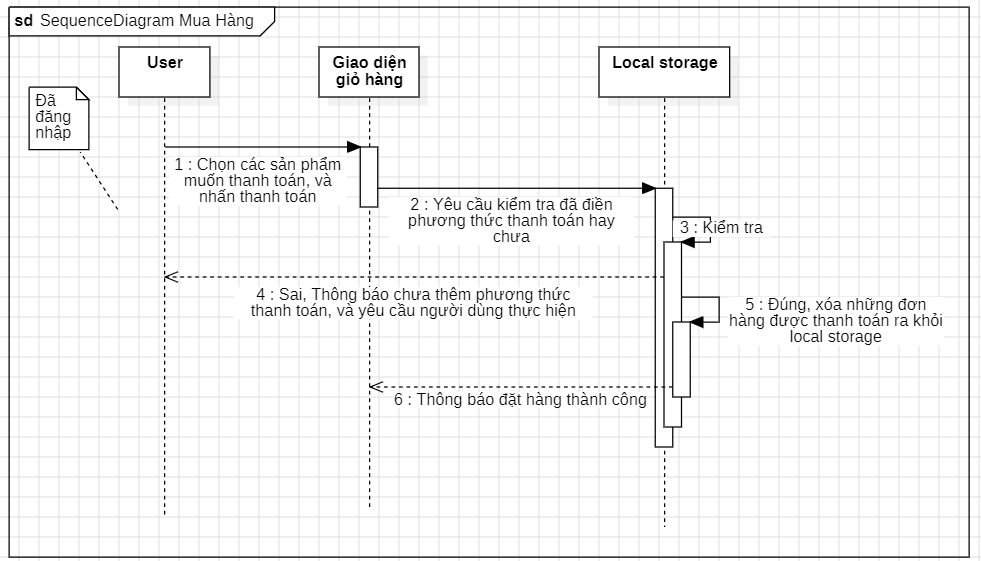 sd SequenceDiagram Mua Hàng
User
Giao diện
giỏ hàng
Local storage
Đã
đăng
nhập
1 : Chọn các sản phẩm
muốn thanh toán, và
nhấn thanh toán
2 : Yêu cầu kiểm tra đã điền
phương thức thanh toán hay
chưa
3 : Kiểm tra
4 : Sai, Thông báo chưa thêm phương thức
thanh toán, và yêu cầu người dùng thực hiện
5 : Đúng, xóa những đơn
hàng được thanh toán ra khỏi
local storage
6 : Thông báo đặt hàng thành công